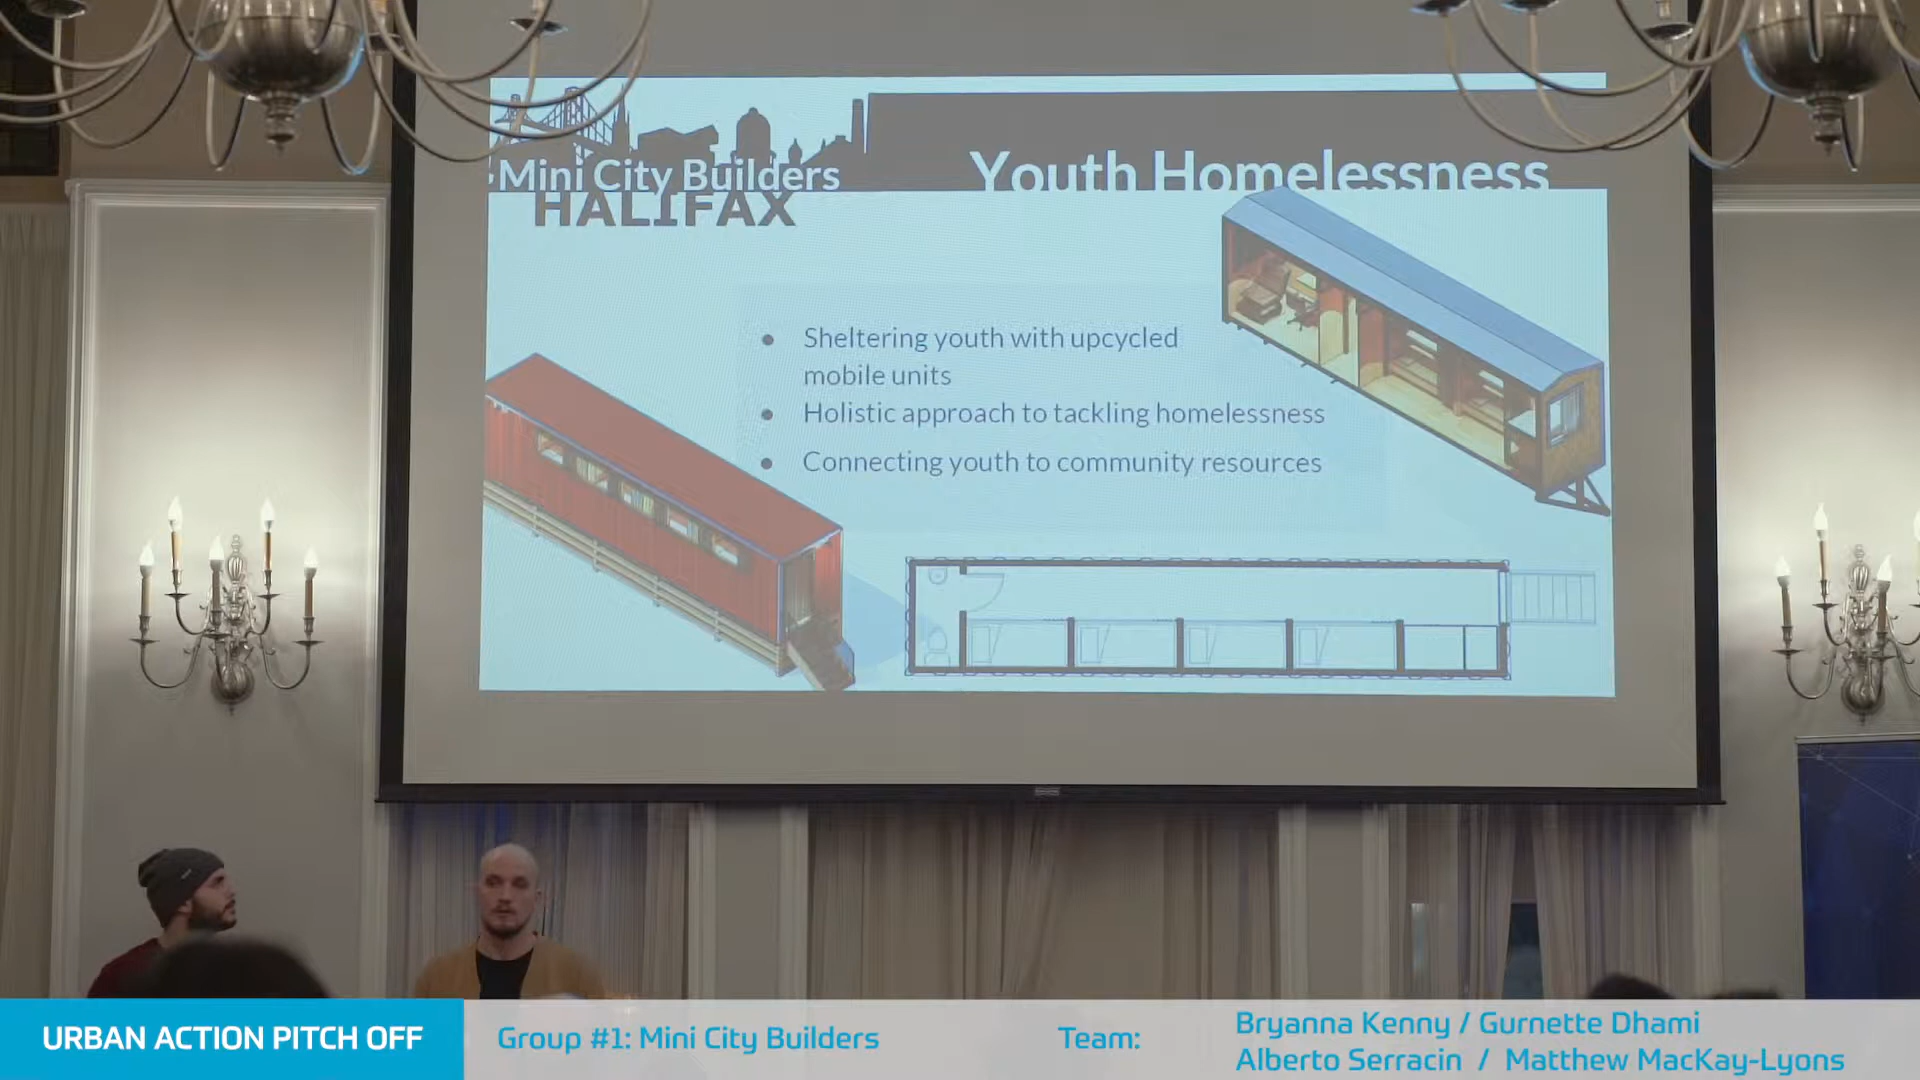 Mini City Builders
HALIFAX
Youth Homelessness
Sheltering youth with upcycled
mobile units
Holistic approach to tackling homelessness
Connecting youth to community resources
URBAN ACTION PITCH OFF
Group #1: Mini City Builders
Team:
Bryanna Kenny / Gurnette Dhami
Alberto Serracin / Matthew MacKay-Lyons